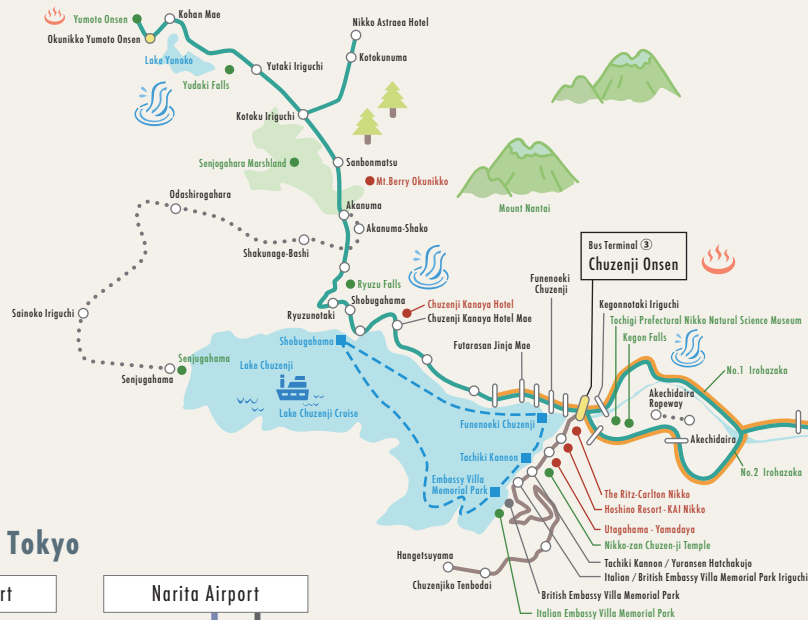 Yumoto Onsen
Kohan Mae
Okunikko Yumoto Onsen
Nikko Astraea Hotel
Lake Yunoko
Kotokunuma
Yutaki Iriguchi
Yudaki Falls
Kotoku Iriguchi
Senjogahara Marshland
Sanbonmatsu
Mt.Berry Okunikko
Odashirogahara
Akanuma
Mount Nantai
Akanuma-Shako
Shakunage-Bashi
Bus Terminal ③
Chuzenji Onsen
Ryuzu Falls
Funenooki
Chuzenji
Sainoko Iriguchi
Ryuzunotaki
Shobugahama
Chuzenji Kanaya Hotel
Chuzenji Kanaya Hotel Mae
Kegonnotaki Iriguchi
Tochigi Prefectural Nikko Natural Science Museum
Kegon Falls
Shobugahama
Futarasan Jinja Mae
Senjugahama
Senjugahama
Lake Chuzenji
No.1 Irohazaka
Akechidaira
Ropeway
Lake Chuzenji Cruise
Funenooki Chuzenji
Akechidaira
Tachiki Kannon
No.2 Irohazaka
Embassy Villa
Memorial Park
The Ritz-Carlton Nikko
Hoshino Resort - KAI Nikko
Utagahama - Yamadaya
Nikko-zan Chuzen-ji Temple
Tokyo
Hangetsuyama
Chuzenjiko Tenbodai
Tachiki Kannon / Yuransen Hatchakujo
Italian / British Embassy Villa Memorial Park Iriguchi
British Embassy Villa Memorial Park
Italian Embassy Villa Memorial Park
rt
Narita Airport